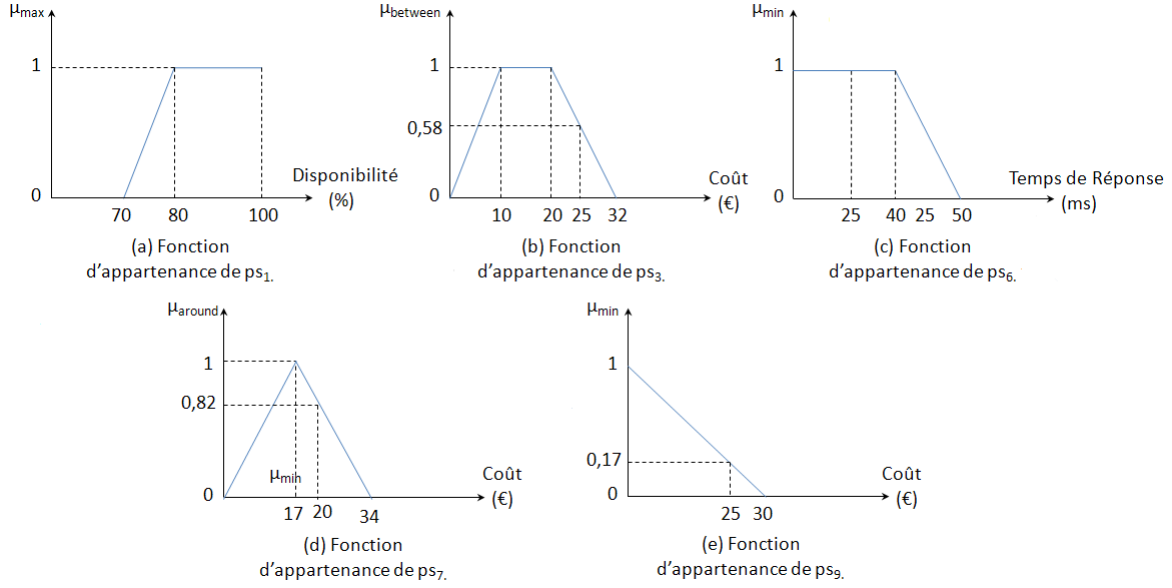 μmax
1
0
70 80 100
Disponibilité
(%)
(a) Fonction
d'appartenance de ps1.
μbetween
1
0,58
0
10 20 25 32
Coût
(€)
(b) Fonction
d'appartenance de ps3.
μmin
1
0
25 40 25 50
Temps de Réponse
(ms)
(c) Fonction
d'appartenance de ps6.
μaround
1
0,82
μmin
0
17 20 34
Coût
(€)
(d) Fonction
d'appartenance de ps7.
μmin
1
0,17
0
25 30
Coût
(€)
(e) Fonction
d'appartenance de ps9.